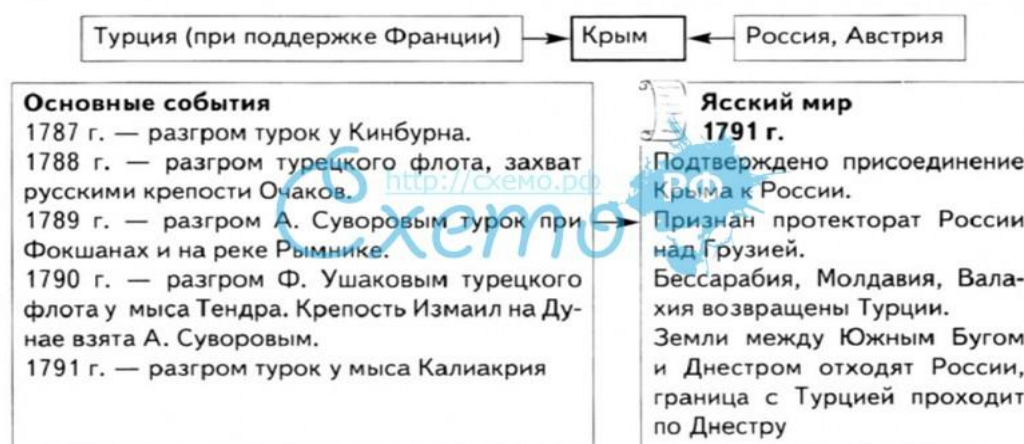 Турция (при поддержке Франции)
Крым
Россия, Австрия
Основные события
1787 г. — разгром турок у Кинбурна.
1788 г. — разгром турецкого флота, захват
русскими крепости Очаков.
1789 г. — разгром А. Суворовым турок при
Фокшанах и на реке Рымнике.
1790 г. — разгром Ф. Ушаковым турецкого
флота у мыса Тендра. Крепость Измаил на Ду-
нае взята А. Суворовым.
1791 г. — разгром турок у мыса Калиакрия
Ясский мир
1791 г.
Подтверждено присоединение
Крыма к России.
Признан протекторат России
над Грузией.
Бессарабия, Молдавия, Вала-
хия возвращены Турции.
Земли между Южным Бугом
и Днестром отходят России,
граница с Турцией проходит
по Днестру
http://схемо.рф
Схемо
РФ